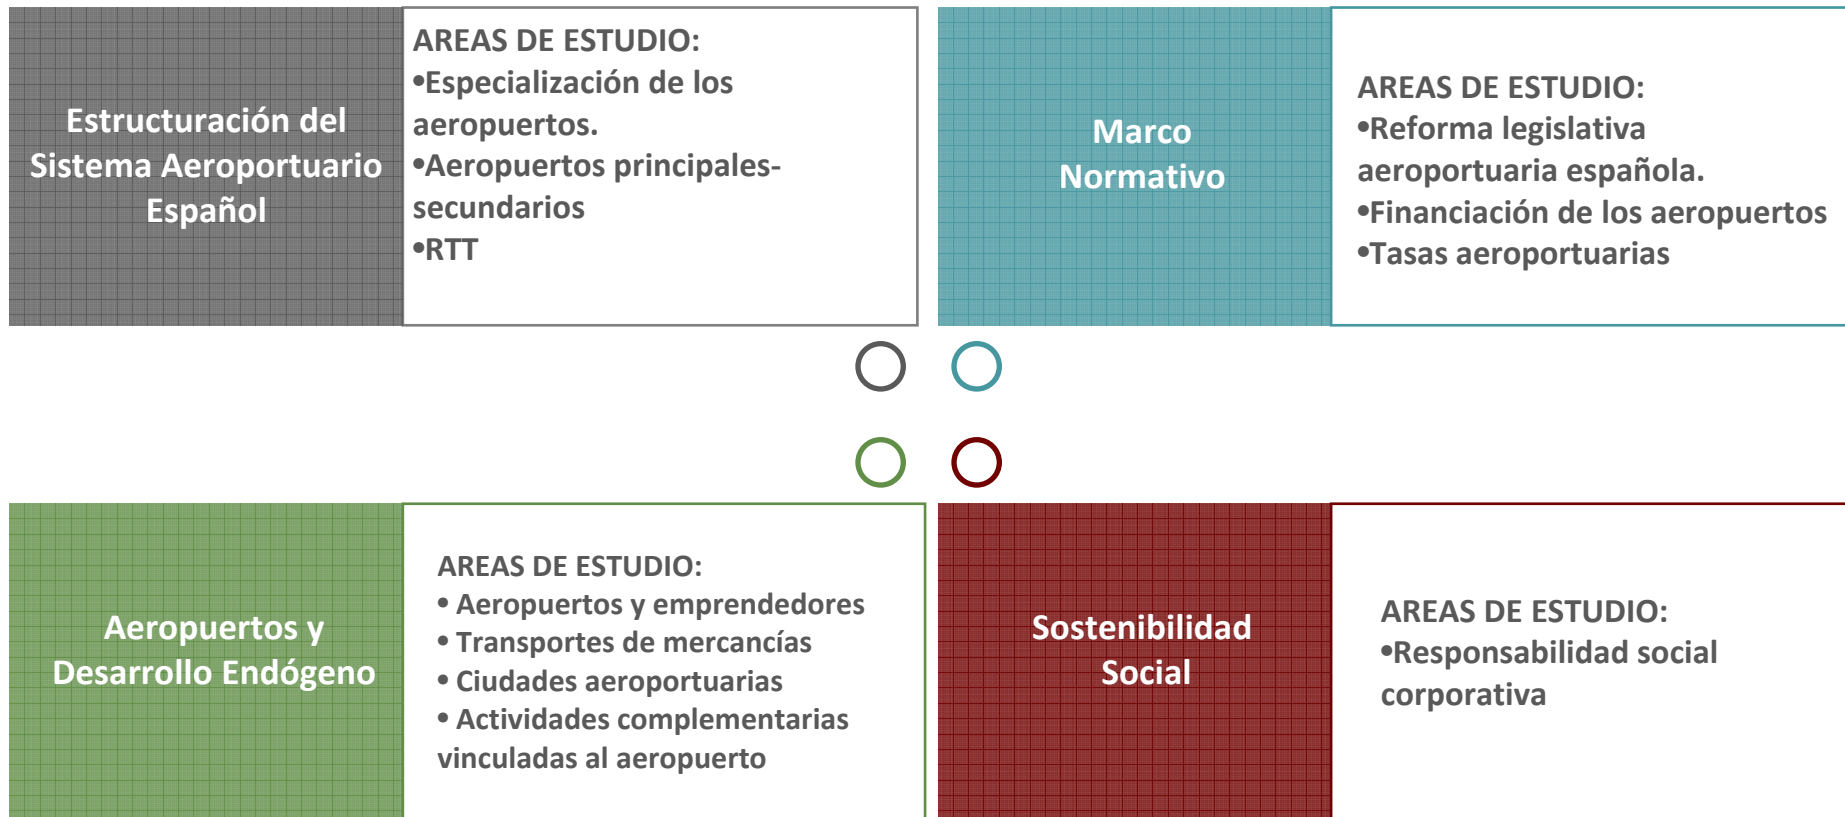 Estructuración del
Sistema Aeroportuario
Español
AREAS DE ESTUDIO:
•Especialización de los
aeropuertos.
•Aeropuertos principales-
secundarios
•RTT
Marco
Normativo
AREAS DE ESTUDIO:
•Reforma legislativa
aeroportuaria española.
•Financiación de los aeropuertos
•Tasas aeroportuarias
Aeropuertos y
Desarrollo Endógeno
AREAS DE ESTUDIO:
• Aeropuertos y emprendedores
• Transportes de mercancías
• Ciudades aeroportuarias
• Actividades complementarias
vinculadas al aeropuerto
Sostenibilidad
Social
AREAS DE ESTUDIO:
•Responsabilidad social
corporativa